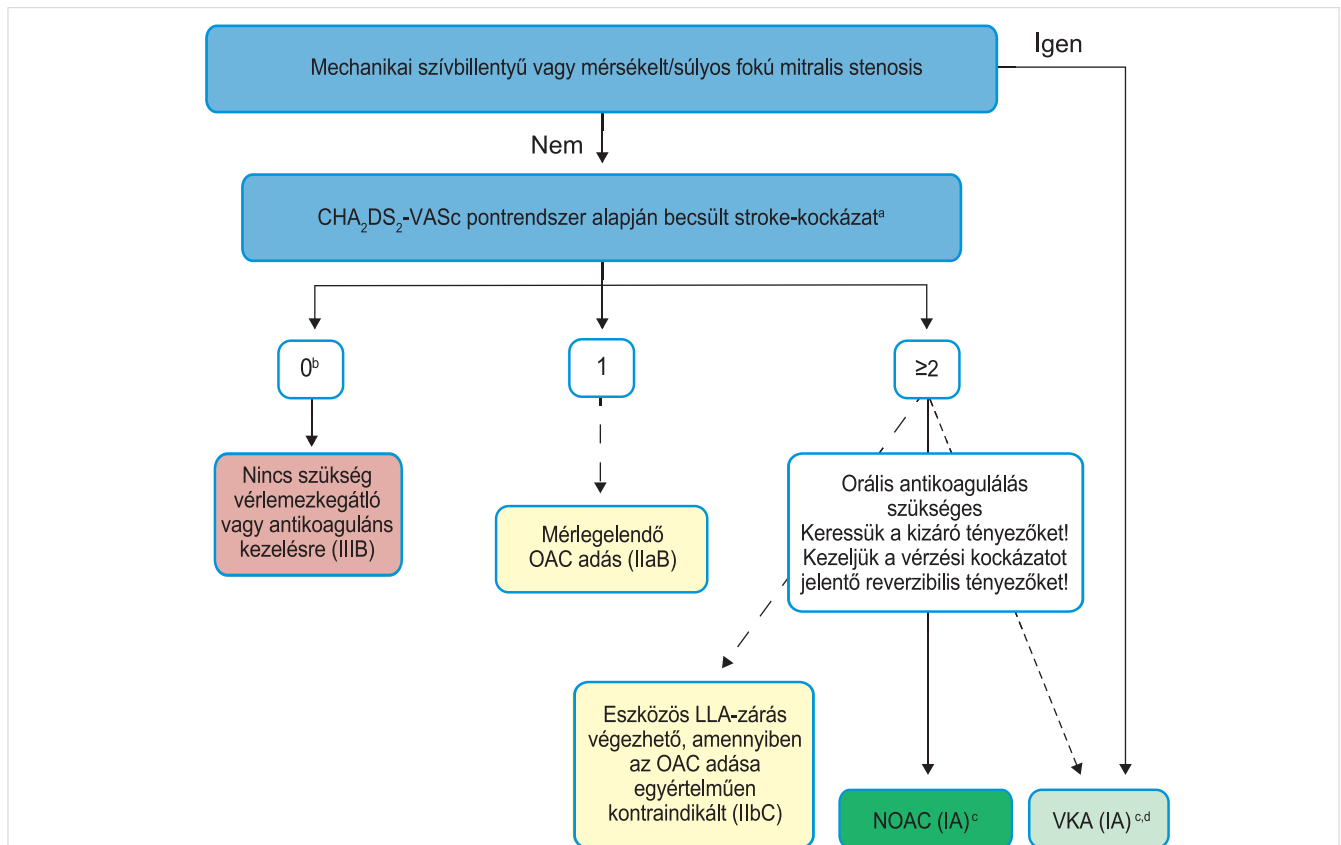 Mechanikai szívbillentyű vagy mérsékelt/súlyos fokú mitralis stenosis
Igen
Nem
CHA₂DS₂-VASc pontrendszer alapján becsült stroke-kockázatᵃ
0ᵇ
1
≥2
Nincs szükség
vérlemezkegátló
vagy antikoaguláns
kezelésre (IIIB)
Mérlegelendő
OAC adás (IIaB)
Orális antikoagulálás
szükséges
Keressük a kizáró tényezőket!
Kezeljük a vérzési kockázatot
jelentő reverzibilis tényezőket!
Eszközös LLA-zárás
végezhető, amennyiben
az OAC adása
egyértelműen
kontraindikált (IIbC)
NOAC (IA)ᶜ
VKA (IA)ᶜ,ᵈ